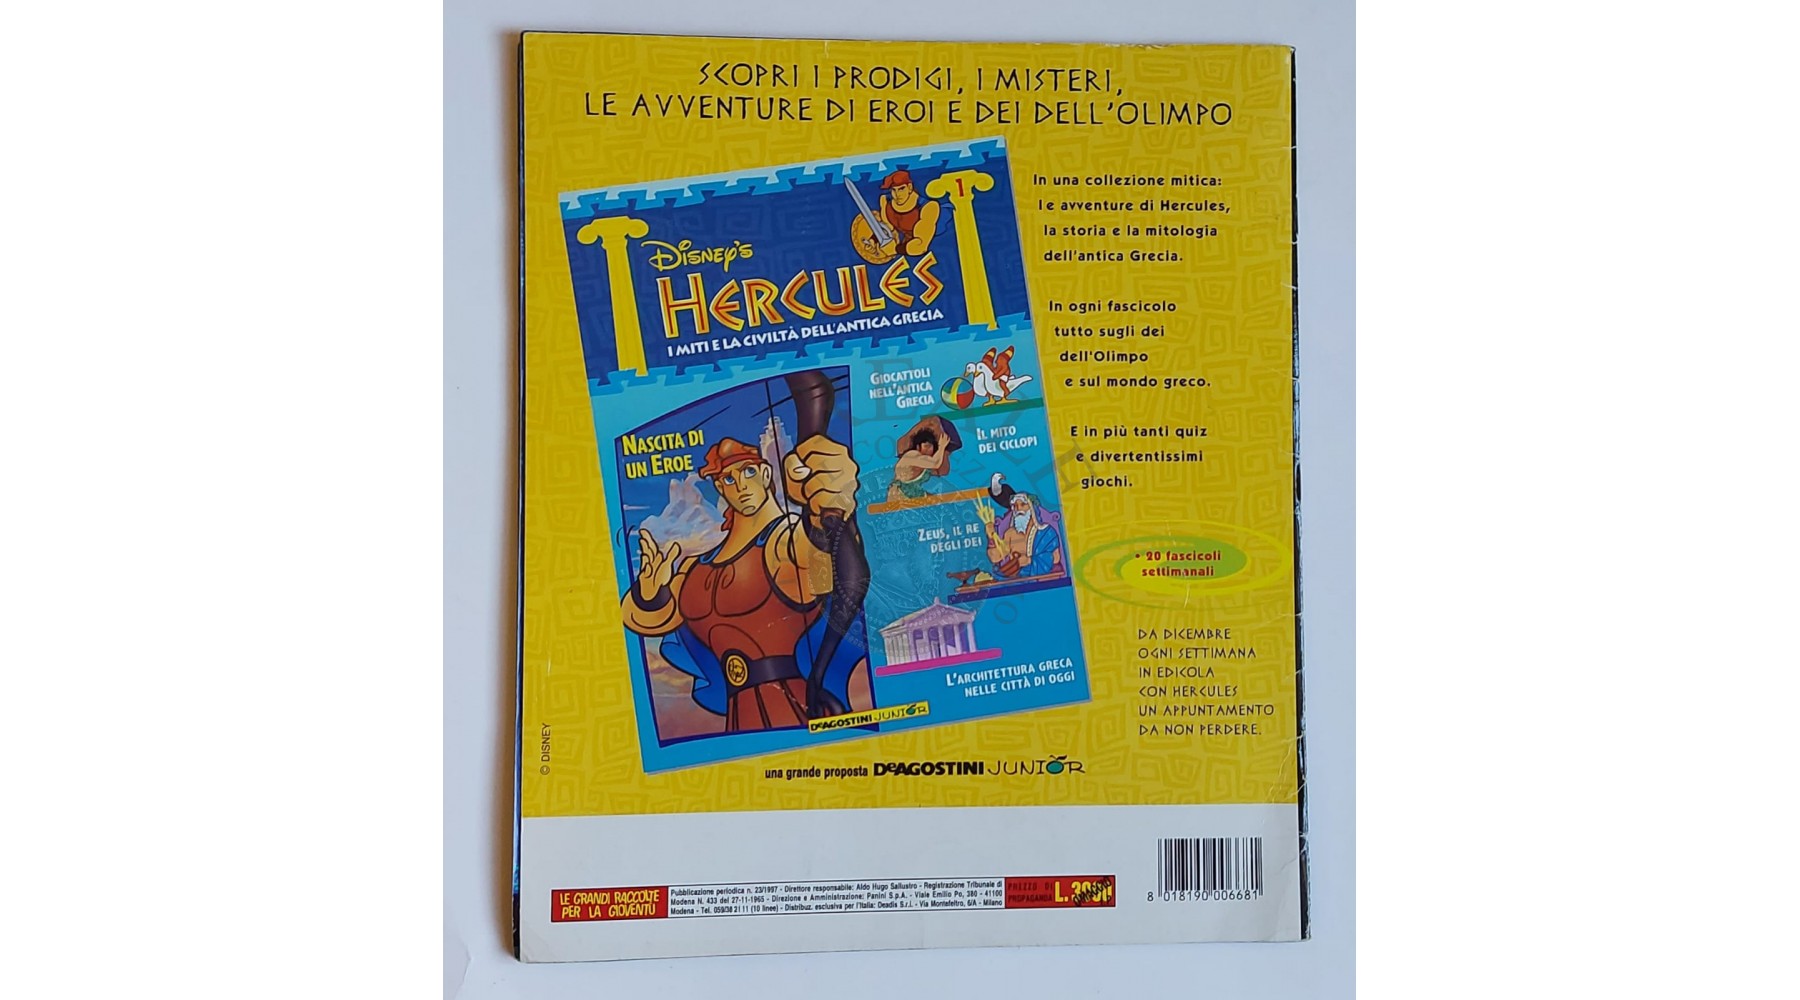 SCOPRI I PRODIGI, I MISTERI,
LE AVVENTURE DI EROI E DEI DELL'OLIMPO
In una collezione mitica:
le avventure di Hercules,
la storia e la mitologia
dell'antica Grecia.
In ogni fascicolo
tutto sugli dei
dell'Olimpo
e sul mondo greco.
E in più tanti quiz
e divertentissimi
giochi.
• 20 fascicoli
settimanali
DA DICEMBRE
OGNI SETTIMANA
IN EDICOLA
CON HERCULES
UN APPUNTAMENTO
DA NON PERDERE.
1
DISNEY'S
HERCULES
I MITI E LA CIVILTÀ DELL'ANTICA GRECIA
GIOCATTOLI
NELL'ANTICA
GRECIA
NASCITA DI
UN EROE
IL MITO
DEI CICLOPI
ZEUS, IL RE
DEGLI DEI
L'ARCHITETTURA GRECA
NELLE CITTÀ DI OGGI
DEAGOSTINI JUNIOR
© DISNEY
una grande proposta DEAGOSTINI JUNIOR
LE GRANDI RACCOLTE
PER LA GIOVENTÙ
Pubblicazione periodica n. 23/1997 - Direttore responsabile: Aldo Hugo Sallustro - Registrazione Tribunale di
Modena N. 433 del 27-11-1965 - Direzione e Amministrazione: Panini S.p.A. - Viale Emilio Po, 380 - 41100
Modena - Tel. 059/38 21 11 (10 linee) - Distribuz. esclusiva per l'Italia: Deadis S.r.l. - Via Montefeltro, 6/A - Milano
PREZZO DI
PROPAGANDA
OMAGGIO
8 018190 006681